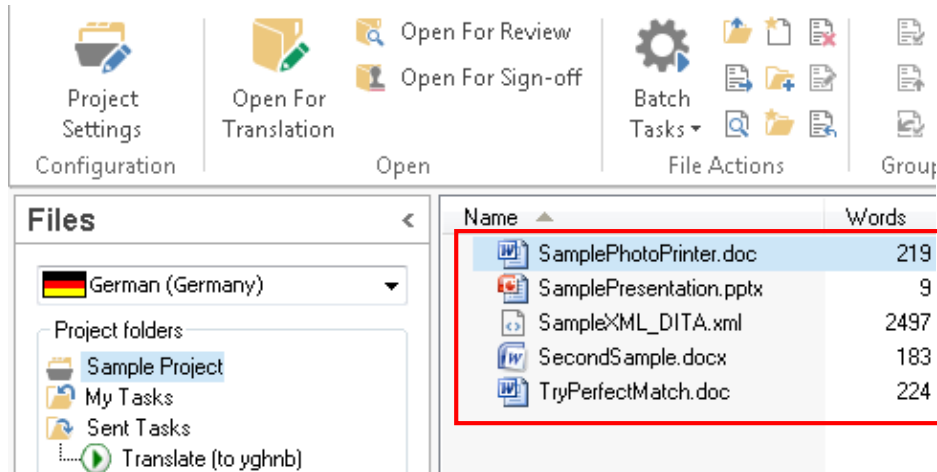 Project Settings
Configuration
Open For Translation
Open For Review
Open For Sign-off
Open
Batch Tasks
File Actions
Group
Files
<
German (Germany)
Project folders
Sample Project
My Tasks
Sent Tasks
Translate (to yghnb)
Name Words
SamplePhotoPrinter.doc 219
SamplePresentation.pptx 9
SampleXML_DITA.xml 2497
SecondSample.docx 183
TryPerfectMatch.doc 224